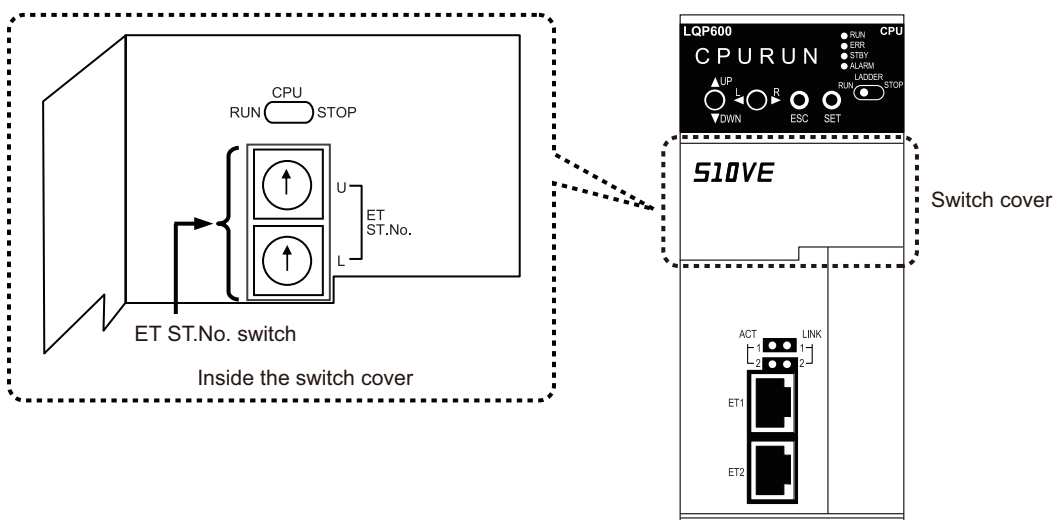 CPU
RUN STOP
U
ET
ST.No.
L
ET ST.No. switch
Inside the switch cover
LQP600 CPU
CPURUN
RUN
ERR
STBY
ALARM
LADDER
RUN STOP
▲UP
L R
▼DWN
ESC SET
S10VE
Switch cover
ACT LINK
1 1
2 2
ET1
ET2